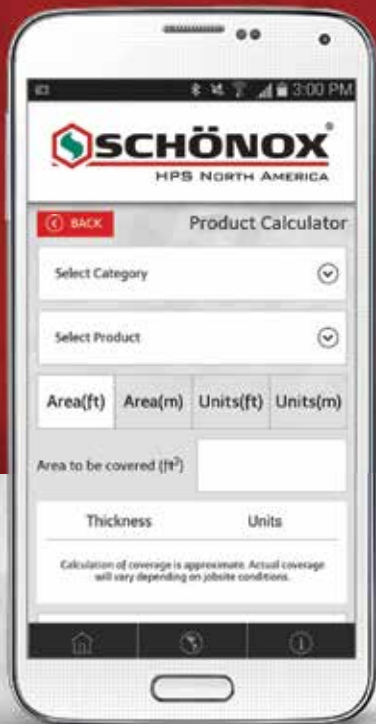 3:00 PM
SCHÖNOX®
HPS NORTH AMERICA
BACK
Product Calculator
Select Category
Select Product
Area(ft)
Area(m)
Units(ft)
Units(m)
Area to be covered (ft²)
Thickness
Units
Calculation of coverage is approximate. Actual coverage
will vary depending on jobsite conditions.